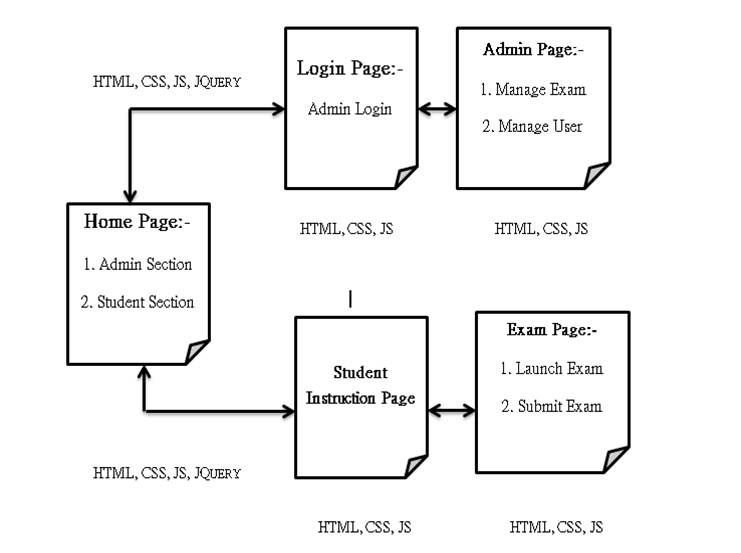 HTML, CSS, JS, JQUERY
Login Page:-
Admin Login
HTML, CSS, JS
Admin Page:-
1. Manage Exam
2. Manage User
HTML, CSS, JS
Home Page:-
1. Admin Section
2. Student Section
HTML, CSS, JS, JQUERY
Student
Instruction Page
HTML, CSS, JS
Exam Page:-
1. Launch Exam
2. Submit Exam
HTML, CSS, JS